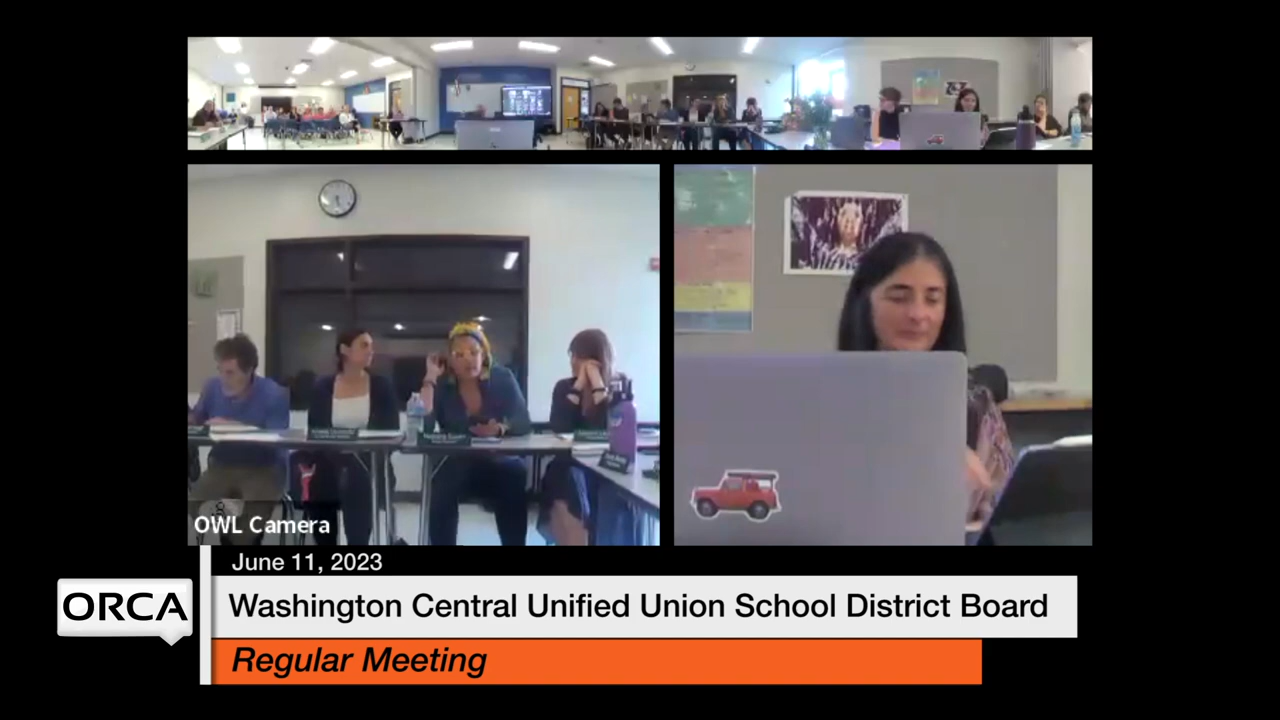 OWL Camera
June 11, 2023
ORCA
Washington Central Unified Union School District Board
Regular Meeting